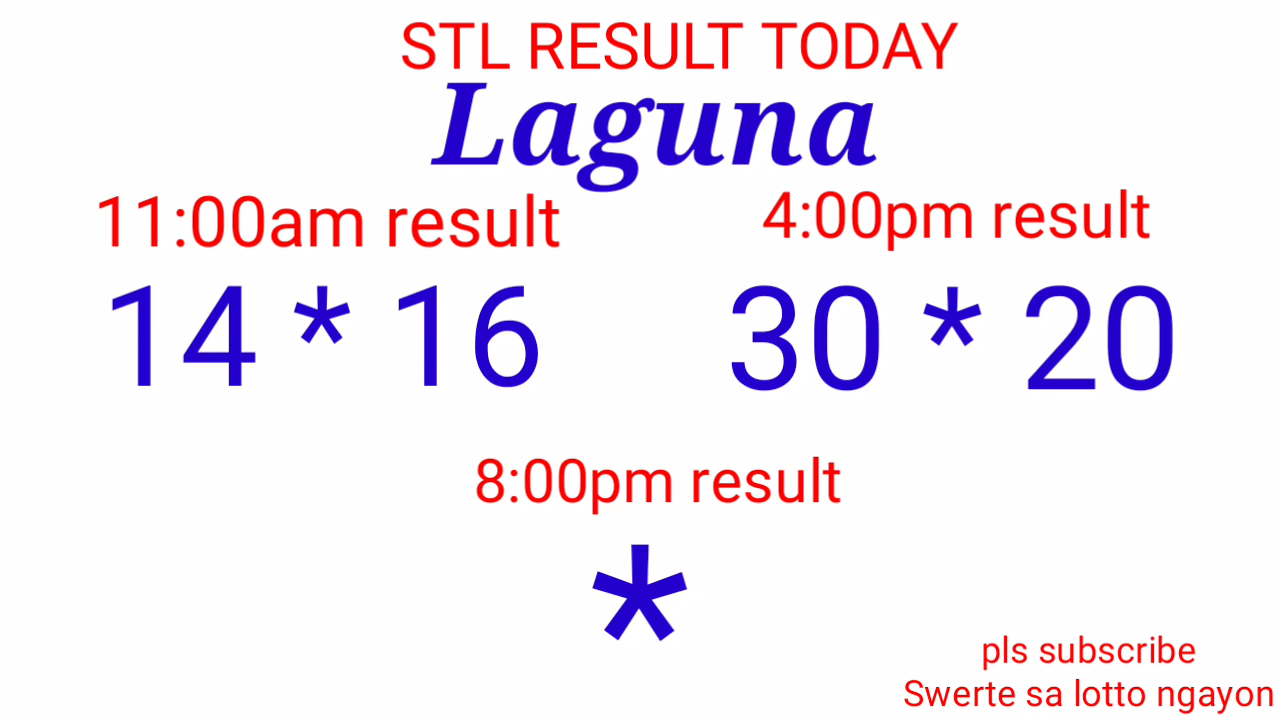 STL RESULT TODAY
Laguna
11:00am result
4:00pm result
14 * 16
30 * 20
8:00pm result
*
pls subscribe
Swerte sa lotto ngayon